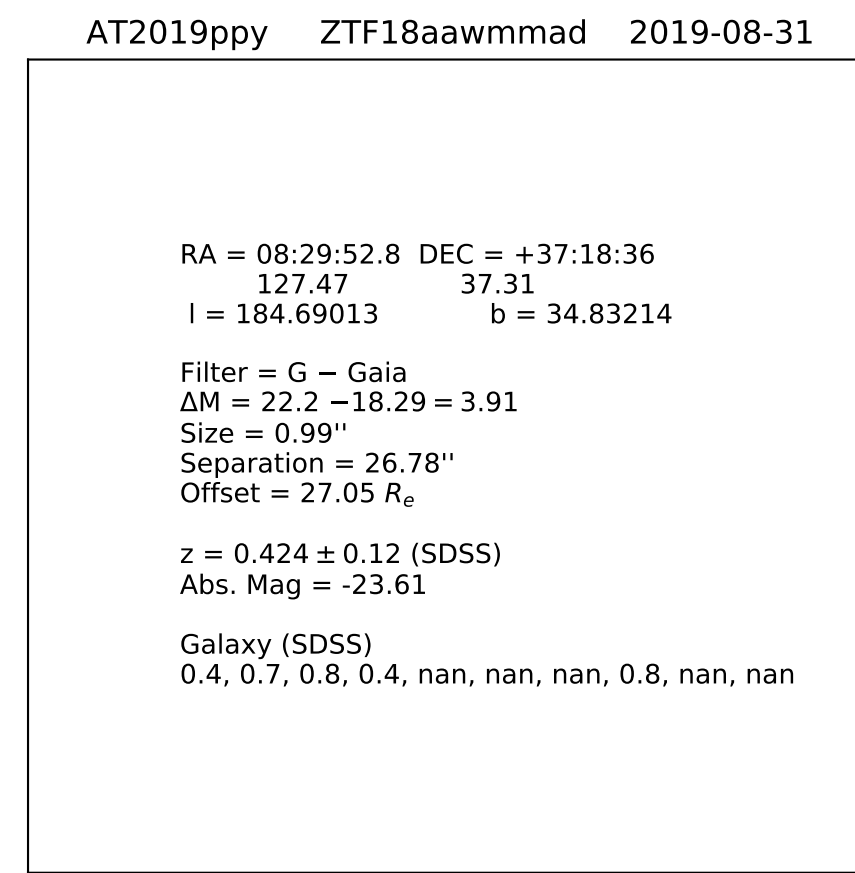 AT2019ppy ZTF18aawmmad 2019-08-31
RA = 08:29:52.8 DEC = +37:18:36
127.47 37.31
l = 184.69013 b = 34.83214
Filter = G − Gaia
ΔM = 22.2 −18.29 = 3.91
Size = 0.99''
Separation = 26.78''
Offset = 27.05 Rₑ
z = 0.424 ± 0.12 (SDSS)
Abs. Mag = -23.61
Galaxy (SDSS)
0.4, 0.7, 0.8, 0.4, nan, nan, nan, 0.8, nan, nan